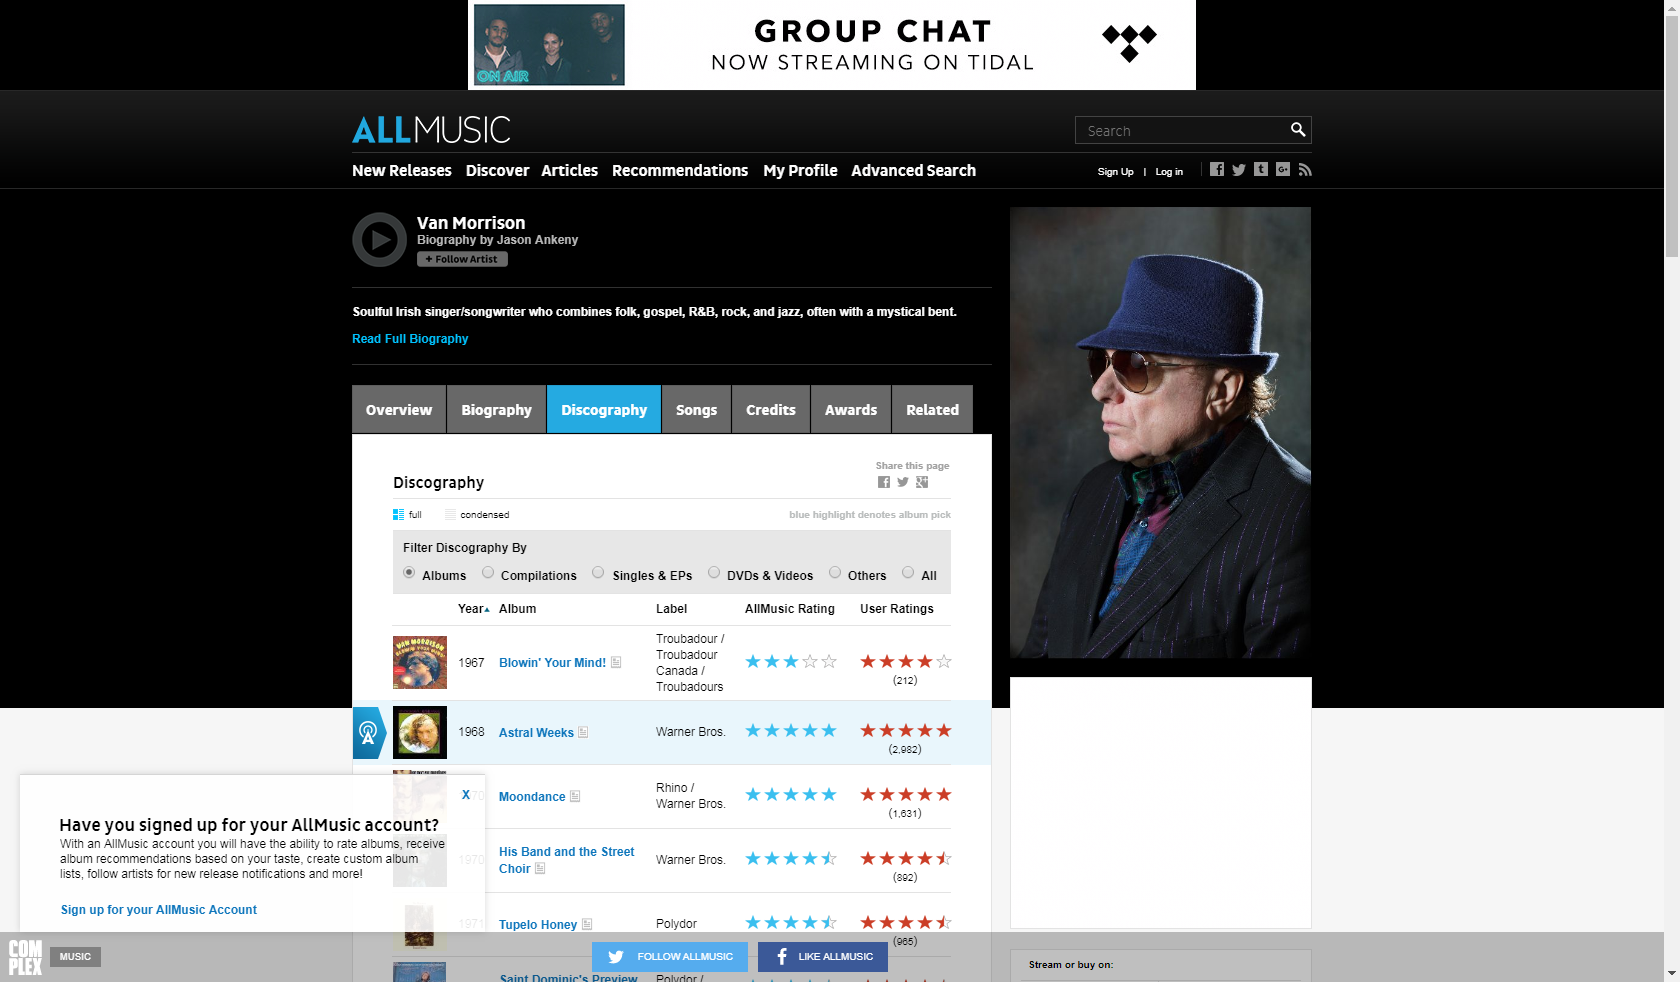 ON AIR
GROUP CHAT
NOW STREAMING ON TIDAL
ALLMUSIC
Search
New Releases Discover Articles Recommendations My Profile Advanced Search
Sign Up | Log in
Van Morrison
Biography by Jason Ankeny
+ Follow Artist
Soulful Irish singer/songwriter who combines folk, gospel, R&B, rock, and jazz, often with a mystical bent.
Read Full Biography
Overview Biography Discography Songs Credits Awards Related
Share this page
Discography
full condensed blue highlight denotes album pick
Filter Discography By
Albums Compilations Singles & EPs DVDs & Videos Others All
Year Album Label AllMusic Rating User Ratings
VAN MORRISON
BLOWIN' YOUR MIND!
1967 Blowin' Your Mind! Troubadour / Troubadour Canada / Troubadours (212)
1968 Astral Weeks Warner Bros. (2,982)
1970 Moondance Rhino / Warner Bros. (1,631)
1970 His Band and the Street Choir Warner Bros. (892)
1971 Tupelo Honey Polydor (965)
Saint Dominic's Preview Polydor /
X
Have you signed up for your AllMusic account?
With an AllMusic account you will have the ability to rate albums, receive
album recommendations based on your taste, create custom album
lists, follow artists for new release notifications and more!
Sign up for your AllMusic Account
COMPLEX
MUSIC
FOLLOW ALLMUSIC
LIKE ALLMUSIC
Stream or buy on: